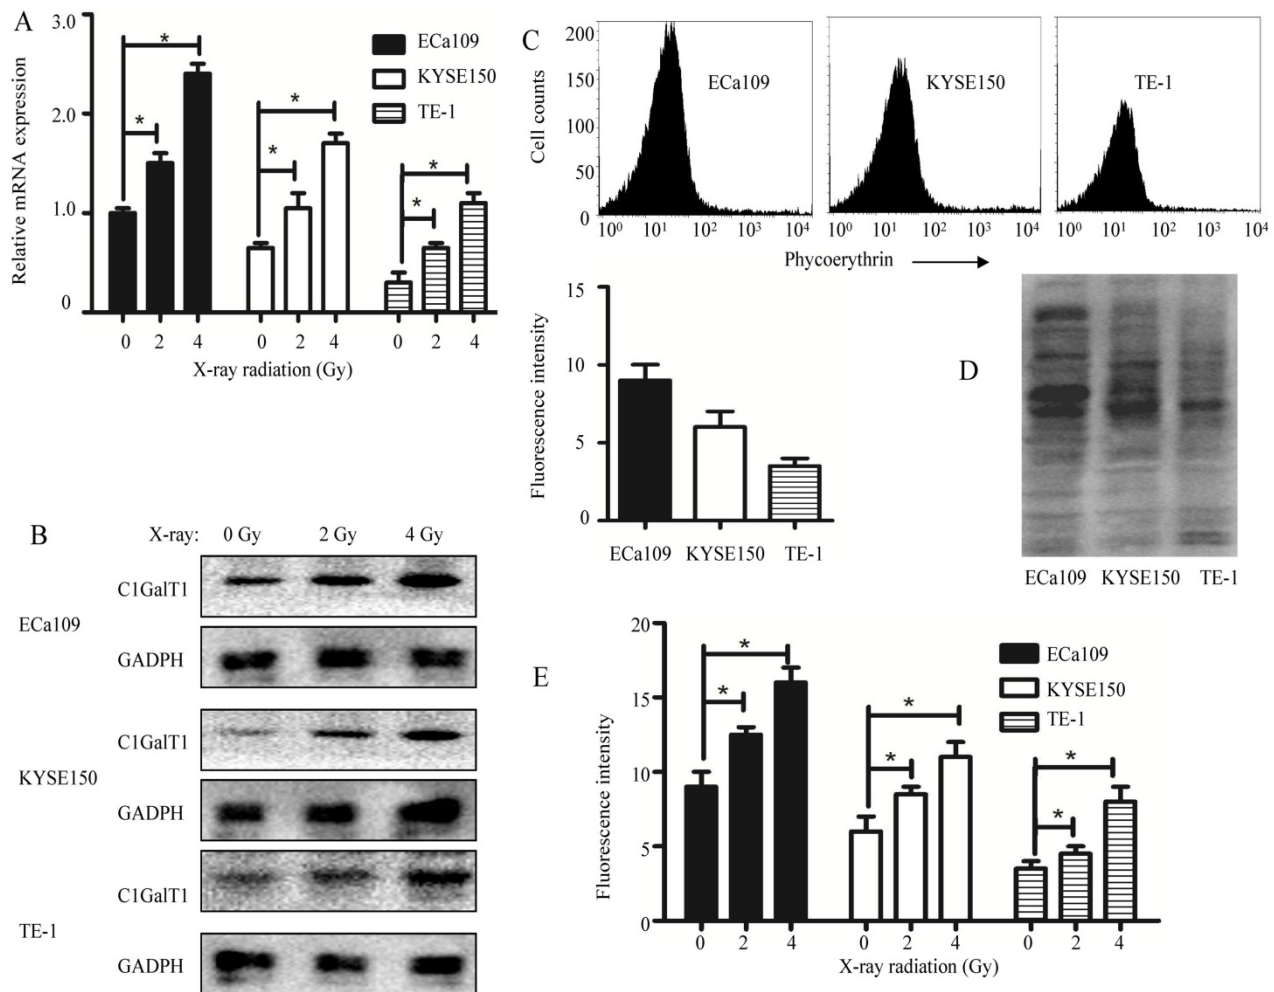 A
3.0
2.0
1.0
0
Relative mRNA expression
* * * * * *
ECa109
KYSE150
TE-1
0 2 4 0 2 4 0 2 4
X-ray radiation (Gy)
C
200
150
100
50
0
Cell counts
ECa109 KYSE150 TE-1
10⁰ 10¹ 10² 10³ 10⁴ 10⁰ 10¹ 10² 10³ 10⁴ 10⁰ 10¹ 10² 10³ 10⁴
Phycoerythrin
15
10
5
0
Fluorescence intensity
ECa109 KYSE150 TE-1
D
ECa109 KYSE150 TE-1
B
X-ray: 0 Gy 2 Gy 4 Gy
C1GalT1
ECa109
GADPH
C1GalT1
KYSE150
GADPH
C1GalT1
TE-1
GADPH
E
20
15
10
5
0
Fluorescence intensity
* * * * * *
ECa109
KYSE150
TE-1
0 2 4 0 2 4 0 2 4
X-ray radiation (Gy)